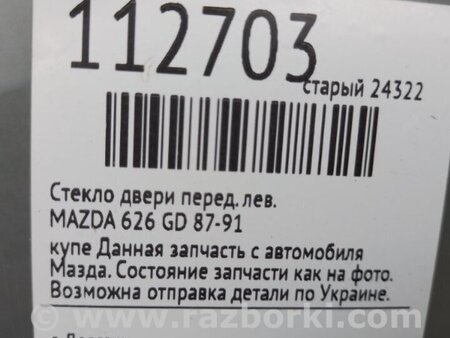 112703
старый 24322
Стекло двери перед. лев.
MAZDA 626 GD 87-91
купе Данная запчасть с автомобиля
Мазда. Состояние запчасти как на фото.
Возможна отправка детали по Украине.
www.razborki.com